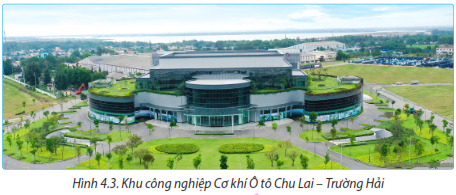 Hình 4.3. Khu công nghiệp Cơ khí Ô tô Chu Lai – Trường Hải